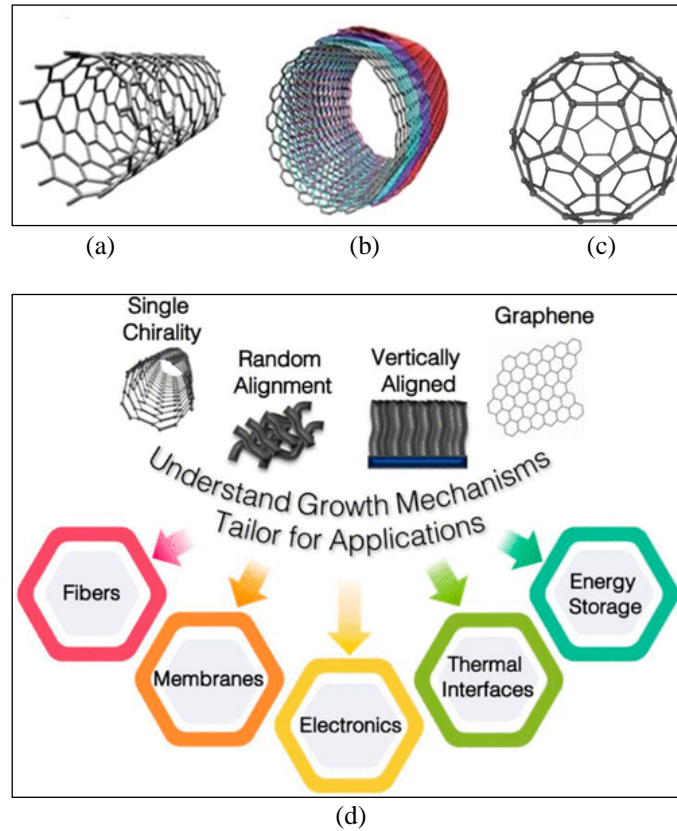 (a)
(b)
(c)
Single
Chirality
Random
Alignment
Vertically
Aligned
Graphene
Understand Growth Mechanisms
Tailor for Applications
Fibers
Membranes
Electronics
Thermal
Interfaces
Energy
Storage
(d)